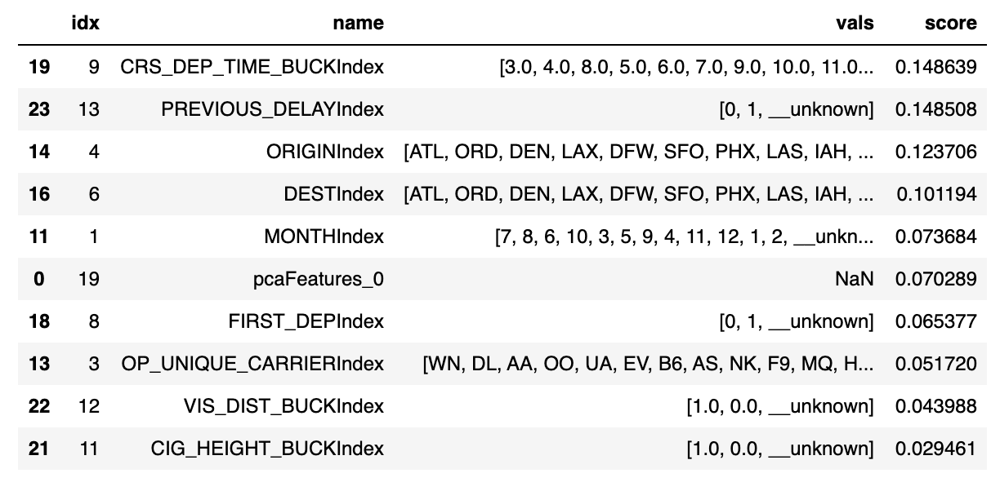 idx name vals score
19 9 CRS_DEP_TIME_BUCKIndex [3.0, 4.0, 8.0, 5.0, 6.0, 7.0, 9.0, 10.0, 11.0... 0.148639
23 13 PREVIOUS_DELAYIndex [0, 1, __unknown] 0.148508
14 4 ORIGINIndex [ATL, ORD, DEN, LAX, DFW, SFO, PHX, LAS, IAH, ... 0.123706
16 6 DESTIndex [ATL, ORD, DEN, LAX, DFW, SFO, PHX, LAS, IAH, ... 0.101194
11 1 MONTHIndex [7, 8, 6, 10, 3, 5, 9, 4, 11, 12, 1, 2, __unkn... 0.073684
0 19 pcaFeatures_0 NaN 0.070289
18 8 FIRST_DEPIndex [0, 1, __unknown] 0.065377
13 3 OP_UNIQUE_CARRIERIndex [WN, DL, AA, OO, UA, EV, B6, AS, NK, F9, MQ, H... 0.051720
22 12 VIS_DIST_BUCKIndex [1.0, 0.0, __unknown] 0.043988
21 11 CIG_HEIGHT_BUCKIndex [1.0, 0.0, __unknown] 0.029461